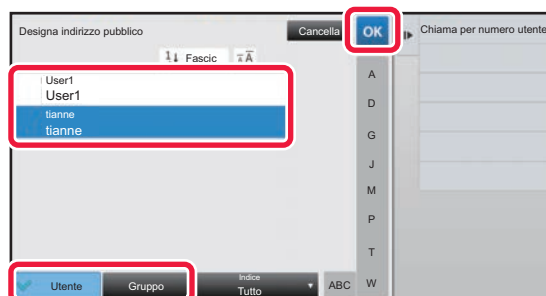 Designa indirizzo pubblico
Cancella
OK
Chiama per numero utente
Fascic
User1
User1
tianne
tianne
A
D
G
J
M
P
T
W
Utente
Gruppo
Indice
Tutto
ABC